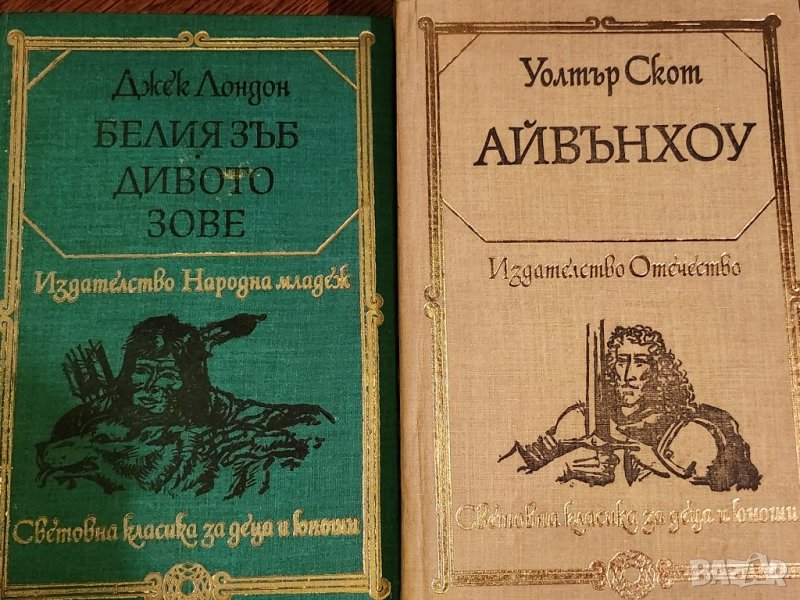 Джек Лондон
БЕЛИЯ ЗЪБ
ДИВОТО
ЗОВЕ
Издателство Народна младеж
Световна класика за деца и юноши
Уолтър Скот
АЙВЪНХОУ
Издателство Отечество
Световна класика за деца и юноши
BAZAR